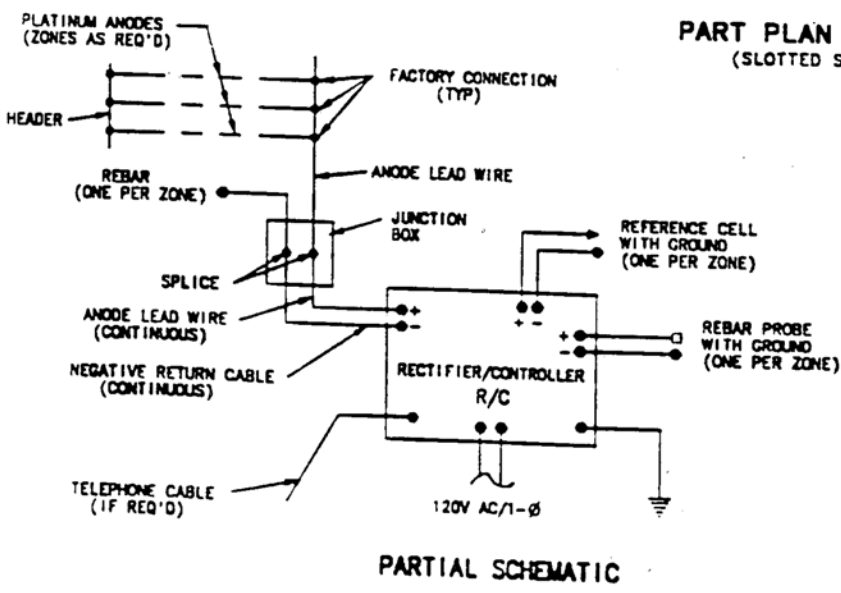 PLATINUM ANODES
(ZONES AS REQ'D)
PART PLAN
(SLOTTED S
FACTORY CONNECTION
(TYP)
HEADER
ANODE LEAD WIRE
REBAR
(ONE PER ZONE)
JUNCTION
BOX
REFERENCE CELL
WITH GROUND
(ONE PER ZONE)
SPLICE
ANODE LEAD WIRE
(CONTINUOUS)
+
-
+ -
+
-
REBAR PROBE
WITH GROUND
(ONE PER ZONE)
NEGATIVE RETURN CABLE
(CONTINUOUS)
RECTIFIER/CONTROLLER
R/C
TELEPHONE CABLE
(IF REQ'D)
120V AC/1-Ø
PARTIAL SCHEMATIC